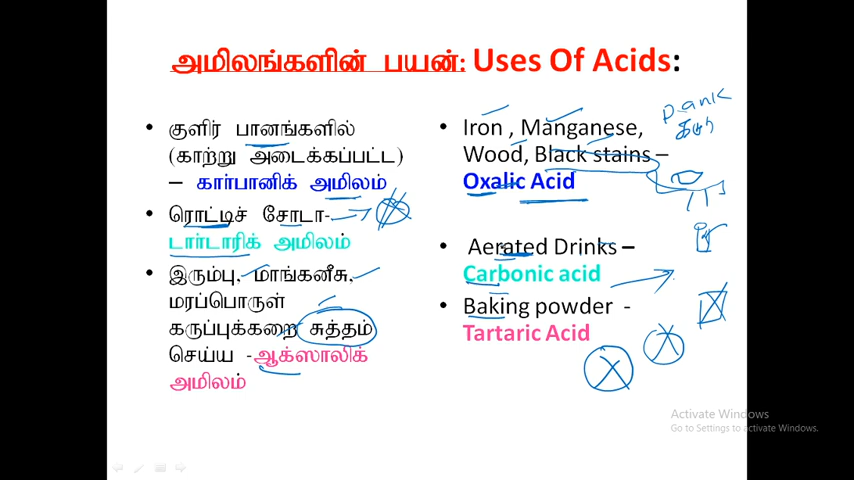 அமிலங்களின் பயன்: Uses Of Acids:
• குளிர் பானங்களில்
(காற்று அடைக்கப்பட்ட)
– கார்பானிக் அமிலம்
• ரொட்டிச் சோடா-
டார்டாரிக் அமிலம்
• இரும்பு, மாங்கனீசு,
மரப்பொருள்
கருப்புக்கறை சுத்தம்
செய்ய -ஆக்ஸாலிக்
அமிலம்
• Iron , Manganese,
Wood, Black stains –
Oxalic Acid
• Aerated Drinks –
Carbonic acid
• Baking powder -
Tartaric Acid
Activate Windows
Go to Settings to activate Windows.